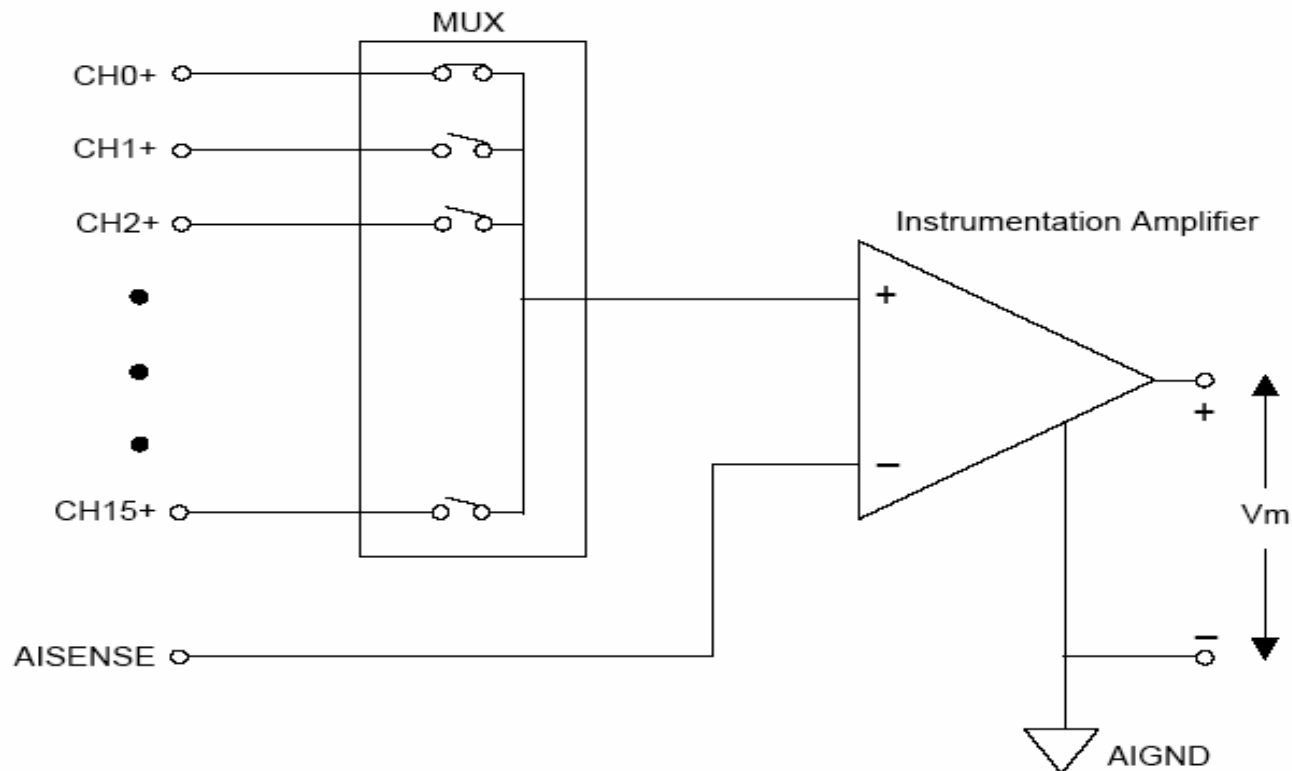 MUX
CH0+
CH1+
CH2+
Instrumentation Amplifier
+
−
+
CH15+
Vm
AISENSE
−
AIGND